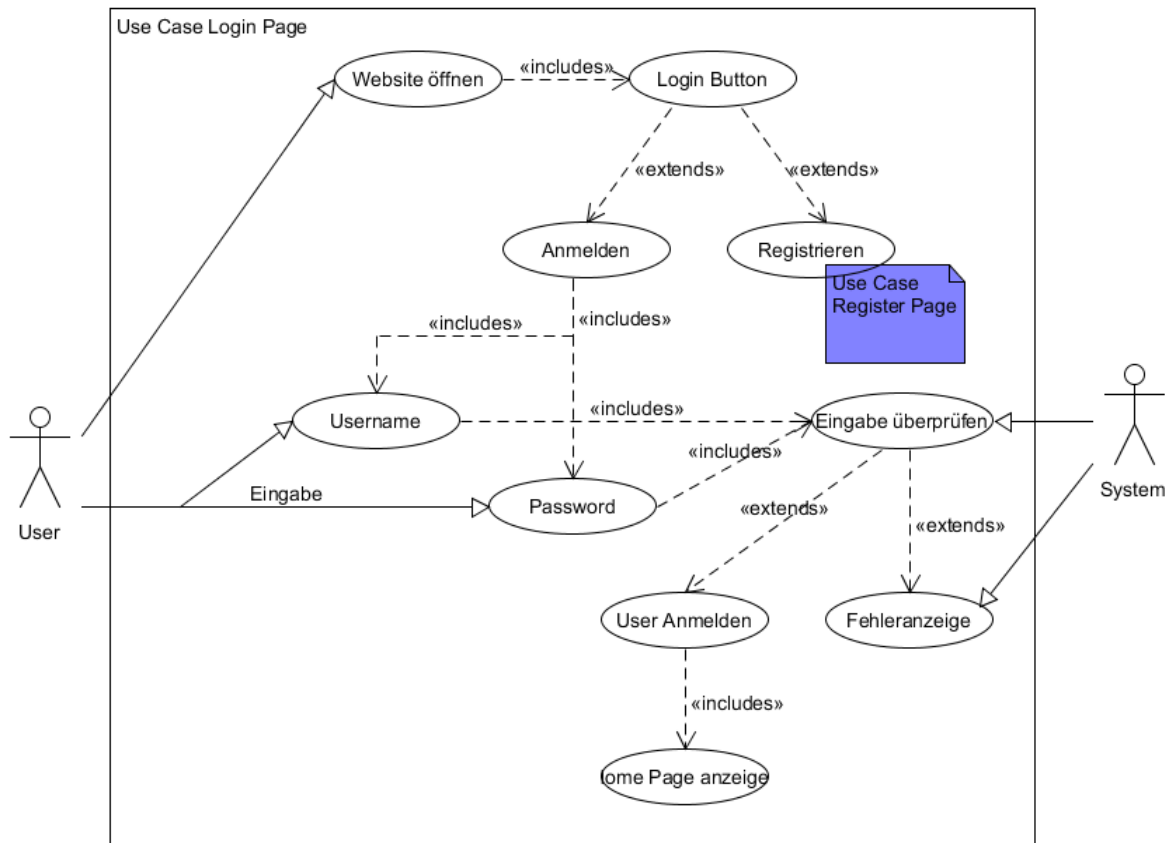 Use Case Login Page
Website öffnen
«includes»
Login Button
«extends»
«extends»
Anmelden
Registrieren
Use Case
Register Page
«includes»
«includes»
Username
«includes»
Eingabe überprüfen
«includes»
Eingabe
Password
User
System
«extends»
«extends»
User Anmelden
Fehleranzeige
«includes»
ome Page anzeige